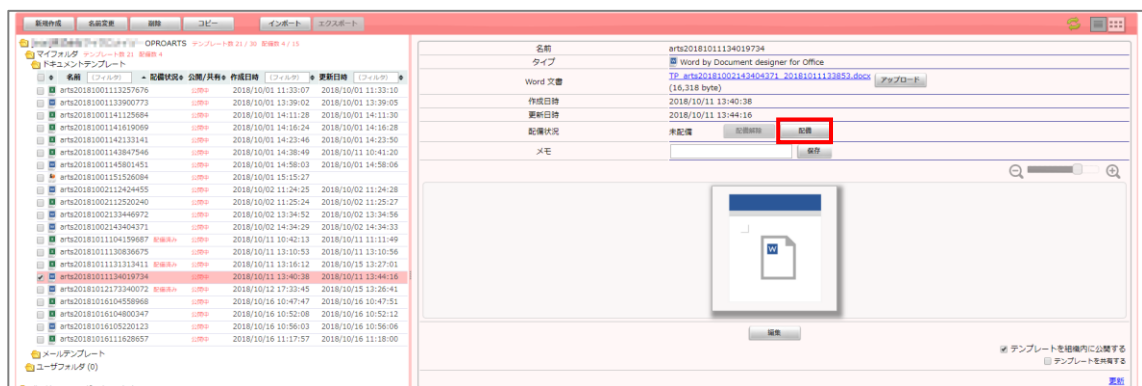 新規作成 名前変更 削除 コピー インポート エクスポート
OPROARTS テンプレート数 21 / 30 配備数 4 / 15
マイフォルダ テンプレート数 21 配備数 4
ドキュメントテンプレート
名前 (フィルタ) 配備状況 公開/共有 作成日時 (フィルタ) 更新日時 (フィルタ)
arts20181001113257676 公開中 2018/10/01 11:33:07 2018/10/01 11:33:10
arts20181001133900773 公開中 2018/10/01 13:39:02 2018/10/01 13:39:05
arts20181001141125684 公開中 2018/10/01 14:11:28 2018/10/01 14:11:30
arts20181001141619069 公開中 2018/10/01 14:16:24 2018/10/01 14:16:28
arts20181001142133141 公開中 2018/10/01 14:23:46 2018/10/01 14:23:50
arts20181001143847546 公開中 2018/10/01 14:38:49 2018/10/11 10:41:20
arts20181001145801451 公開中 2018/10/01 14:58:03 2018/10/01 14:58:06
arts20181001151526084 公開中 2018/10/01 15:15:27
arts20181002112424455 公開中 2018/10/02 11:24:25 2018/10/02 11:24:28
arts20181002112520240 公開中 2018/10/02 11:25:24 2018/10/02 11:25:27
arts20181002133446972 公開中 2018/10/02 13:34:52 2018/10/02 13:34:56
arts20181002143404371 公開中 2018/10/02 14:34:29 2018/10/02 14:34:33
arts20181011104159687 配備済み 公開中 2018/10/11 10:42:13 2018/10/11 11:11:49
arts20181011130836675 公開中 2018/10/11 13:10:53 2018/10/11 13:10:56
arts20181011131313411 配備済み 公開中 2018/10/11 13:16:12 2018/10/15 13:27:01
arts20181011134019734 公開中 2018/10/11 13:40:38 2018/10/11 13:44:16
arts20181012173340072 配備済み 公開中 2018/10/12 17:33:45 2018/10/15 13:26:41
arts20181016104558968 公開中 2018/10/16 10:47:47 2018/10/16 10:47:51
arts20181016104800347 公開中 2018/10/16 10:52:08 2018/10/16 10:52:12
arts20181016105220123 公開中 2018/10/16 10:56:03 2018/10/16 10:56:06
arts20181016111628657 公開中 2018/10/16 11:17:57 2018/10/16 11:18:00
メールテンプレート
ユーザフォルダ (0)
名前 arts20181011134019734
タイプ Word by Document designer for Office
Word 文書 TP_arts20181002143404371_20181011133853.docx アップロード
(16,318 byte)
作成日時 2018/10/11 13:40:38
更新日時 2018/10/11 13:44:16
配備状況 未配備 配備解除 配備
メモ 保存
W
編集
テンプレートを組織内に公開する
テンプレートを共有する
更新